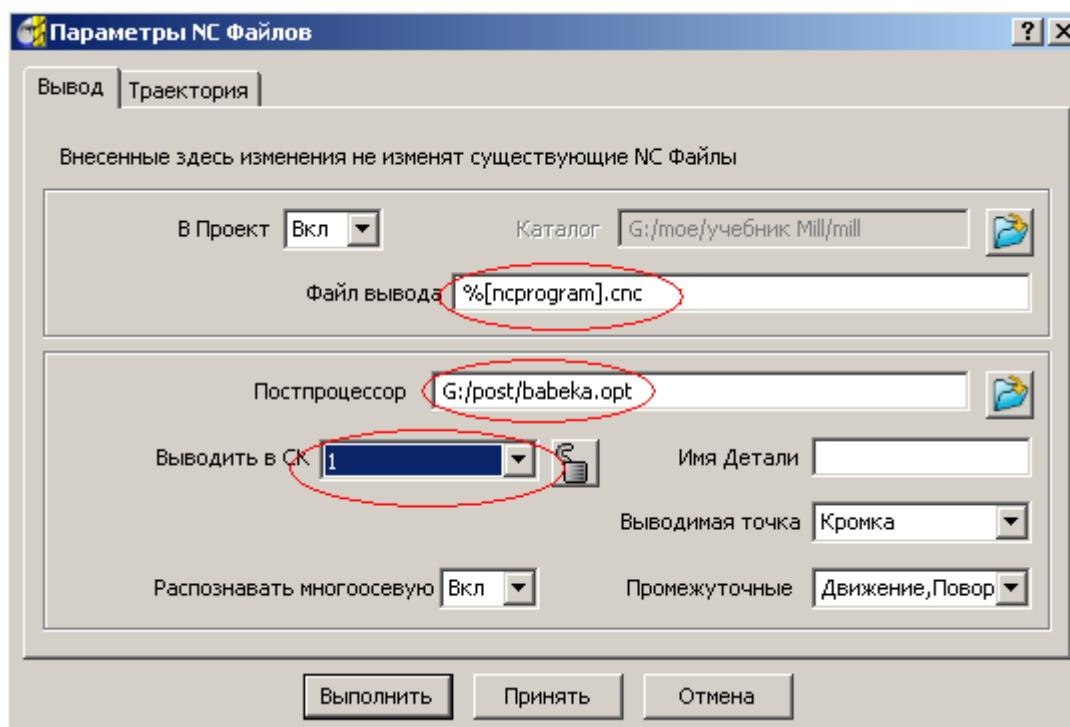 Параметры NC Файлов
Вывод Траектория
Внесенные здесь изменения не изменят существующие NC Файлы
В Проект Вкл Каталог G:/moe/учебник Mill/mill
Файл вывода %[ncprogram].cnc
Постпроцессор G:/post/babeka.opt
Выводить в СК 1 Имя Детали
Выводимая точка Кромка
Распознавать многоосевую Вкл Промежуточные Движение,Повор
Выполнить Принять Отмена